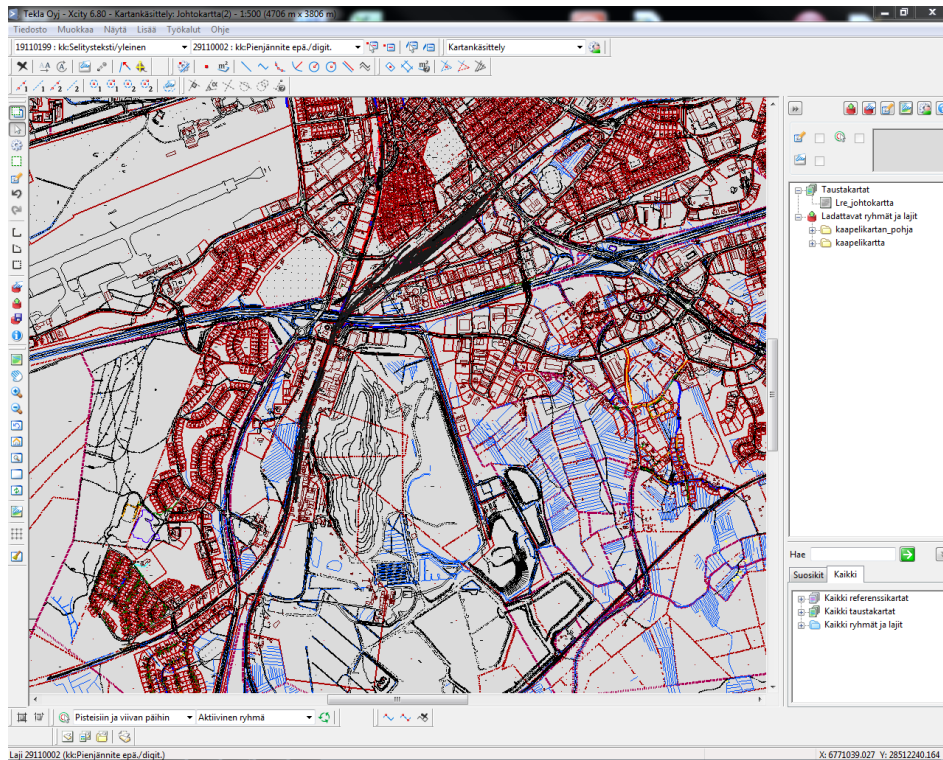 Tekla Oyj - Xcity 6.80 - Kartankäsittely: Johtokartta(2) - 1:500 (4706 m x 3806 m)
Tiedosto Muokkaa Näytä Lisää Työkalut Ohje
19110199 : kk:Selitysteksti/yleinen 29110002 : kk:Pienjännite epä./digit. Kartankäsittely
Taustakartat
Lre_johtokartta
Ladattavat ryhmät ja lajit
kaapelikartan_pohja
kaapelikartta
Hae
Suosikit Kaikki
Kaikki referenssikartat
Kaikki taustakartat
Kaikki ryhmät ja lajit
Pisteisiin ja viivan päihin Aktiivinen ryhmä
Laji 29110002 (kk:Pienjännite epä./digit.) X: 6771039.027 Y: 28512240.164